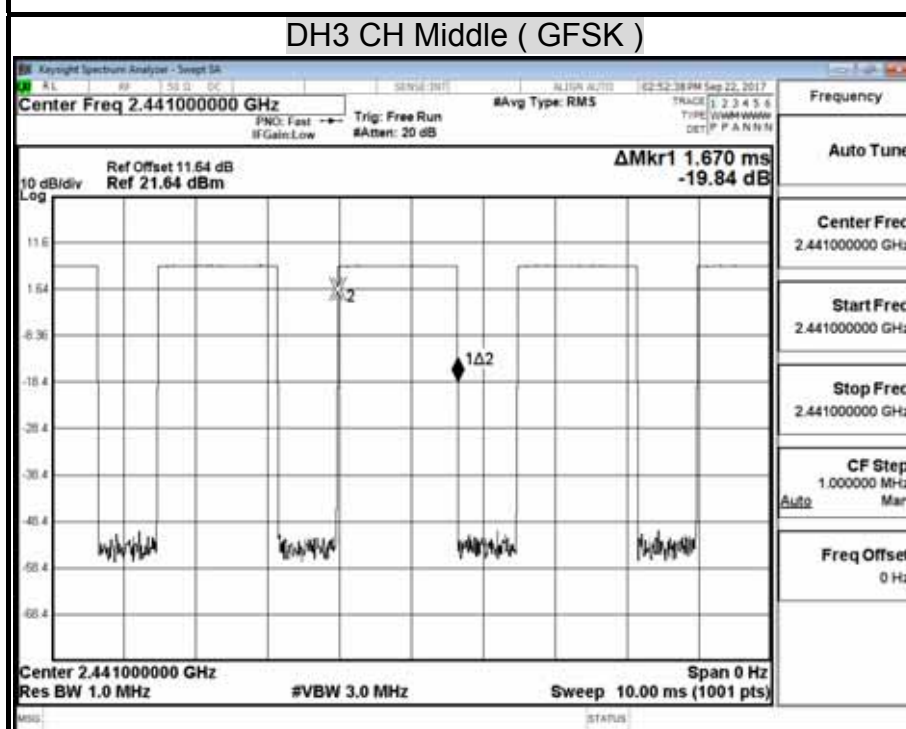 DH3 CH Middle ( GFSK )
Keysight Spectrum Analyzer - Swept SA
RL RF 50 Ω DC SENSE:INT ALIGN AUTO 02:52:38 PM Sep 22, 2017
Center Freq 2.441000000 GHz
PNO: Fast
IFGain:Low
Trig: Free Run
#Atten: 20 dB
#Avg Type: RMS
TRACE 1 2 3 4 5 6
TYPE
DET P P A N N N
Ref Offset 11.64 dB
10 dB/div Ref 21.64 dBm
Log
ΔMkr1 1.670 ms
-19.84 dB
11.6
1.64
-8.36
-18.4
-28.4
-38.4
-48.4
-58.4
-68.4
2
1Δ2
Center 2.441000000 GHz Span 0 Hz
Res BW 1.0 MHz #VBW 3.0 MHz Sweep 10.00 ms (1001 pts)
MSG STATUS
Frequency
Auto Tune
Center Freq
2.441000000 GHz
Start Freq
2.441000000 GHz
Stop Freq
2.441000000 GHz
CF Step
1.000000 MHz
Auto Man
Freq Offset
0 Hz